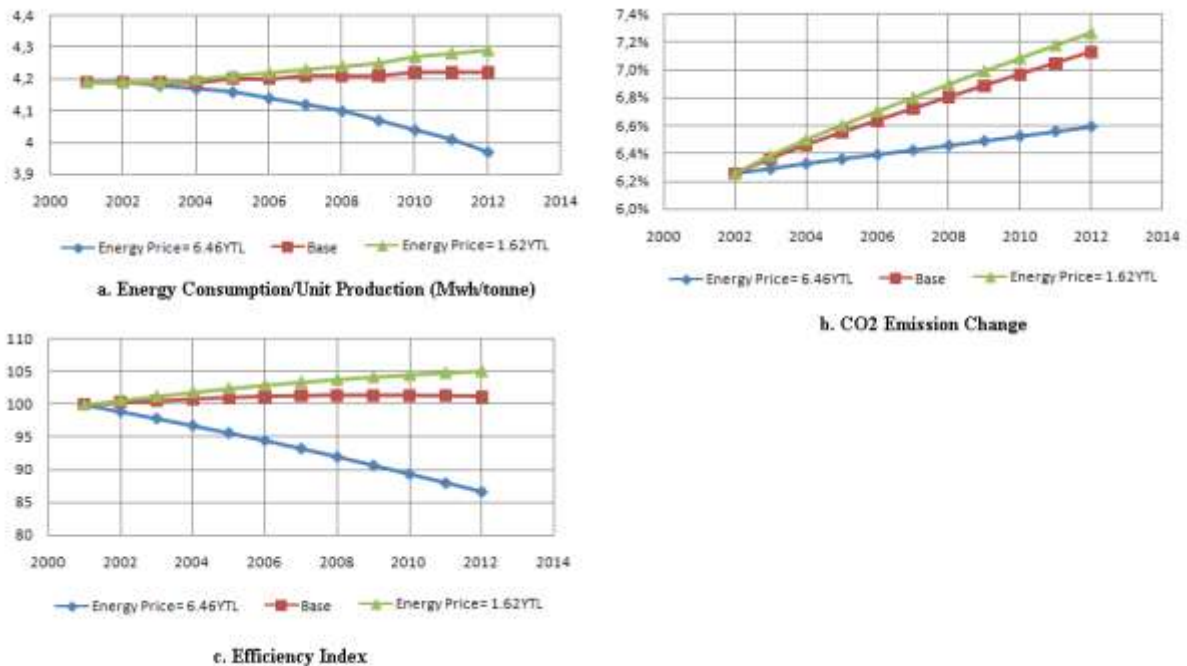 4,4
4,3
4,2
4,1
4
3,9
2000 2002 2004 2006 2008 2010 2012 2014
Energy Price= 6.46YTL Base Energy Price= 1.62YTL
a. Energy Consumption/Unit Production (Mwh/tonne)
7,4%
7,2%
7,0%
6,8%
6,6%
6,4%
6,2%
6,0%
2000 2002 2004 2006 2008 2010 2012 2014
Energy Price= 6.46YTL Base Energy Price= 1.62YTL
b. CO2 Emission Change
110
105
100
95
90
85
80
2000 2002 2004 2006 2008 2010 2012 2014
Energy Price= 6.46YTL Base Energy Price= 1.62YTL
c. Efficiency Index